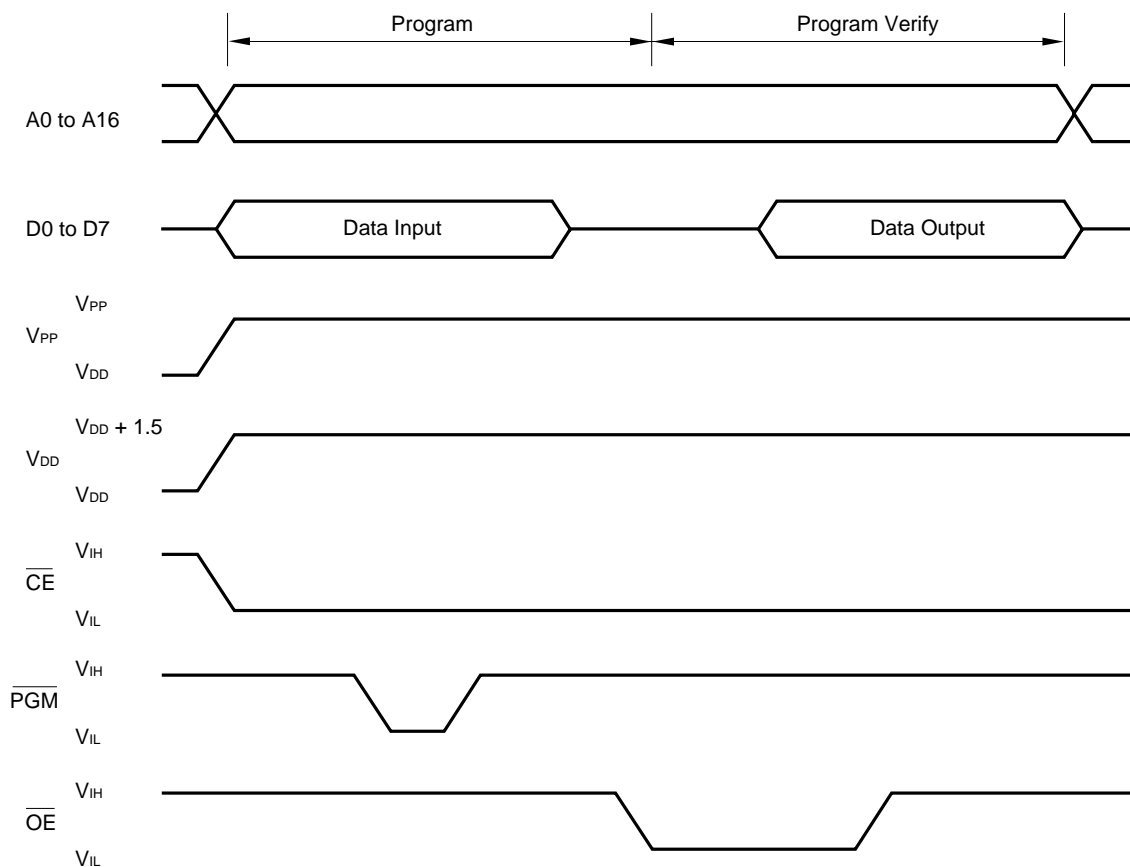 Program Program Verify
A0 to A16
D0 to D7 Data Input Data Output
VPP
VPP
VDD
VDD + 1.5
VDD
VDD
VIH
CE
VIL
VIH
PGM
VIL
VIH
OE
VIL